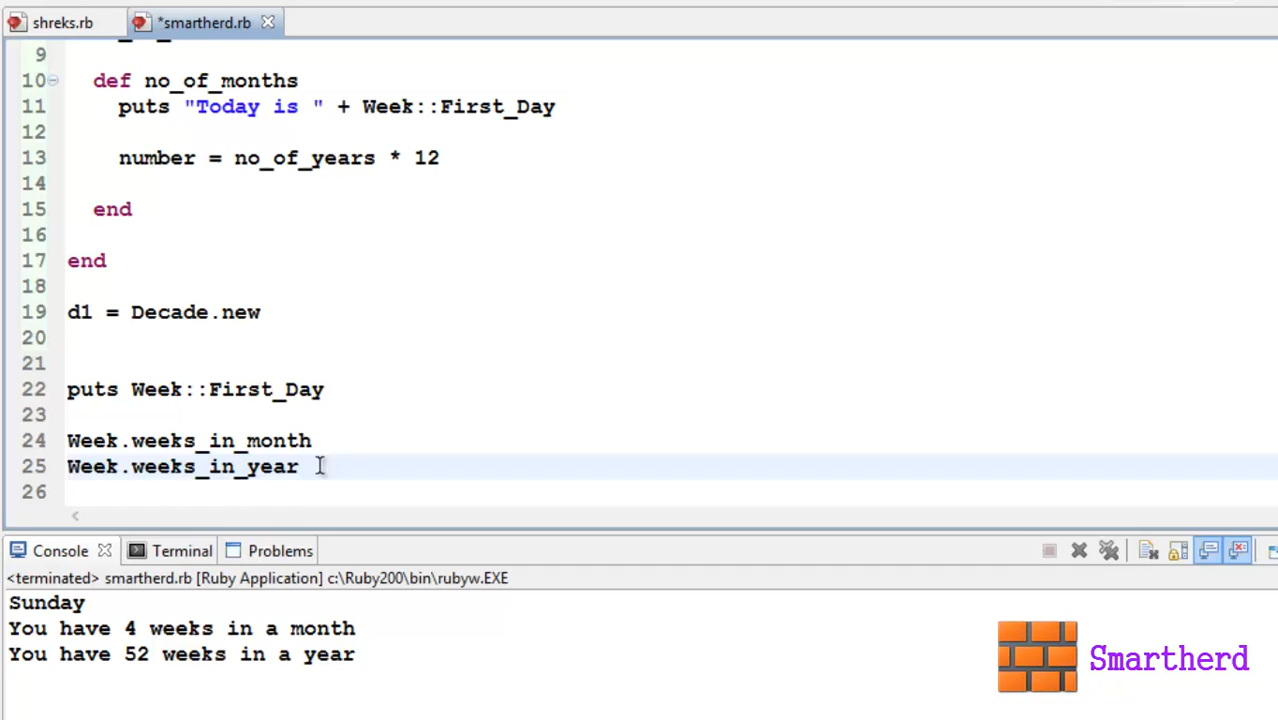 shreks.rb *smartherd.rb
9
10 def no_of_months
11 puts "Today is " + Week::First_Day
12
13 number = no_of_years * 12
14
15 end
16
17 end
18
19 d1 = Decade.new
20
21
22 puts Week::First_Day
23
24 Week.weeks_in_month
25 Week.weeks_in_year
26
Console Terminal Problems
<terminated> smartherd.rb [Ruby Application] c:\Ruby200\bin\rubyw.EXE
Sunday
You have 4 weeks in a month
You have 52 weeks in a year
Smartherd